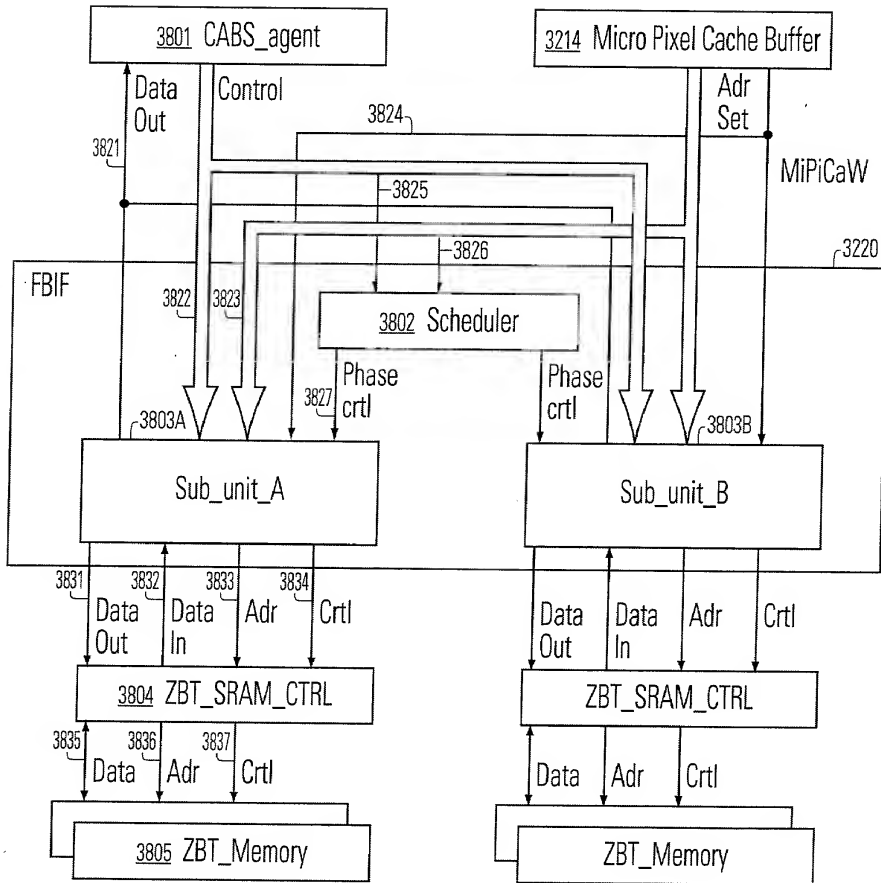 3801 CABS_agent
3214 Micro Pixel Cache Buffer
Data
Out
Control
3824
Adr
Set
3821
MiPiCaW
3825
3826
3220
FBIF
3822
3823
3802 Scheduler
Phase
crtl
3827
Phase
crtl
3803A
3803B
Sub_unit_A
Sub_unit_B
3831
3832
3833
3834
Data
Out
Data
In
Adr
Crtl
Data
Out
Data
In
Adr
Crtl
3804 ZBT_SRAM_CTRL
ZBT_SRAM_CTRL
3835
3836
3837
Data
Adr
Crtl
Data
Adr
Crtl
3805 ZBT_Memory
ZBT_Memory